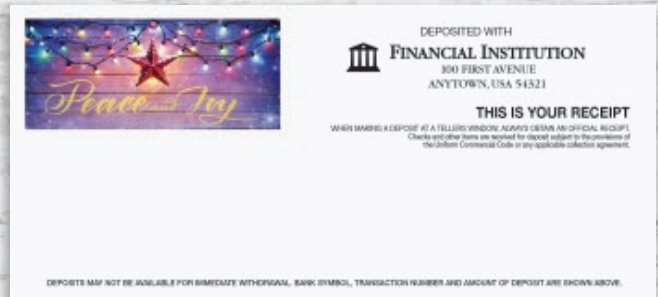 Peace and Joy
DEPOSITED WITH
FINANCIAL INSTITUTION
100 FIRST AVENUE
ANYTOWN, USA 54321
THIS IS YOUR RECEIPT
WHEN MAKING A DEPOSIT AT A TELLERS WINDOW, ALWAYS OBTAIN AN OFFICIAL RECEIPT.
Checks and other items are received for deposit subject to the provisions of
the Uniform Commercial Code or any applicable collection agreement.
DEPOSITS MAY NOT BE AVAILABLE FOR IMMEDIATE WITHDRAWAL. BANK SYMBOL, TRANSACTION NUMBER AND AMOUNT OF DEPOSIT ARE SHOWN ABOVE.